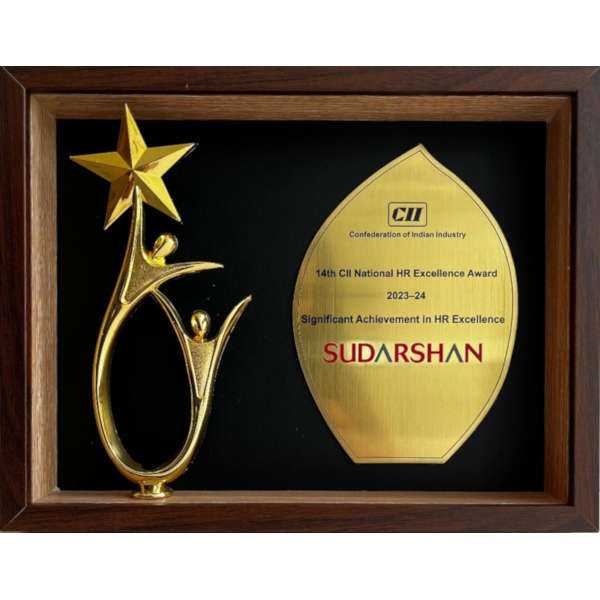 CII
Confederation of Indian Industry
14th CII National HR Excellence Award
2023–24
Significant Achievement in HR Excellence
SUDARSHAN